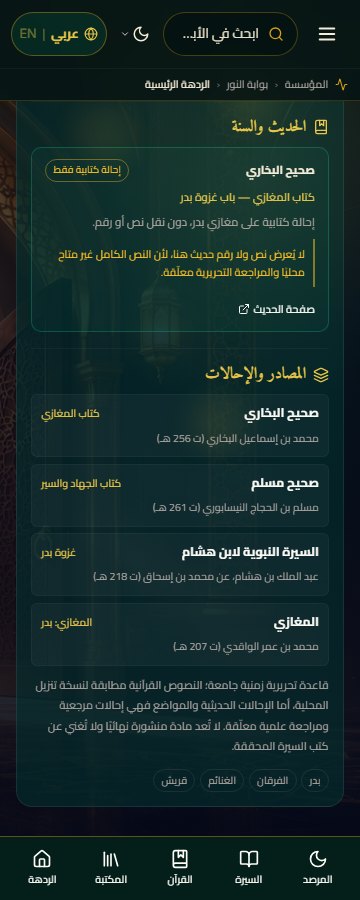 ابحث في الأبـ...
عربي | EN
المؤسسة ‹ بوابة النور ‹ الردهة الرئيسية
الحديث والسنة
صحيح البخاري
إحالة كتابية فقط
كتاب المغازي — باب غزوة بدر
إحالة كتابية على مغازي بدر، دون نقل نص أو رقم.
لا يُعرض نص ولا رقم حديث هنا، لأن النص الكامل غير متاح
محليًا والمراجعة التحريرية معلّقة.
صفحة الحديث
المصادر والإحالات
صحيح البخاري
كتاب المغازي
محمد بن إسماعيل البخاري (ت 256 هـ)
صحيح مسلم
كتاب الجهاد والسير
مسلم بن الحجاج النيسابوري (ت 261 هـ)
السيرة النبوية لابن هشام
غزوة بدر
عبد الملك بن هشام، عن محمد بن إسحاق (ت 218 هـ)
المغازي
المغازي: بدر
محمد بن عمر الواقدي (ت 207 هـ)
قاعدة تحريرية زمنية جامعة؛ النصوص القرآنية مطابقة لنسخة تنزيل
المحلية، أما الإحالات الحديثية والمواضع فهي إحالات مرجعية
ومراجعة علمية معلّقة. لا تُعد مادة منشورة نهائيًا ولا تُغني عن
كتب السيرة المحققة.
بدر
الفرقان
الغنائم
قريش
المرصد
السيرة
القرآن
المكتبة
الردهة